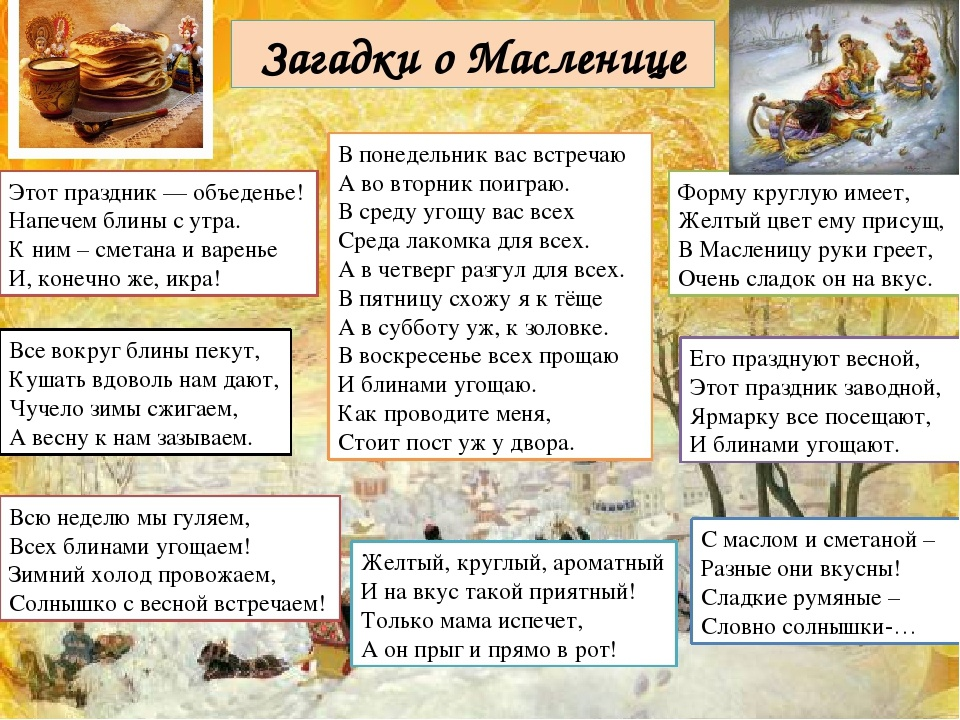 Загадки о Масленице
Этот праздник — объеденье!
Напечем блины с утра.
К ним – сметана и варенье
И, конечно же, икра!
В понедельник вас встречаю
А во вторник поиграю.
В среду угощу вас всех
Среда лакомка для всех.
А в четверг разгул для всех.
В пятницу схожу я к тёще
А в субботу уж, к золовке.
В воскресенье всех прощаю
И блинами угощаю.
Как проводите меня,
Стоит пост уж у двора.
Форму круглую имеет,
Желтый цвет ему присущ,
В Масленицу руки греет,
Очень сладок он на вкус.
Все вокруг блины пекут,
Кушать вдоволь нам дают,
Чучело зимы сжигаем,
А весну к нам зазываем.
Его празднуют весной,
Этот праздник заводной,
Ярмарку все посещают,
И блинами угощают.
Всю неделю мы гуляем,
Всех блинами угощаем!
Зимний холод провожаем,
Солнышко с весной встречаем!
Желтый, круглый, ароматный
И на вкус такой приятный!
Только мама испечет,
А он прыг и прямо в рот!
С маслом и сметаной –
Разные они вкусны!
Сладкие румяные –
Словно солнышки-…